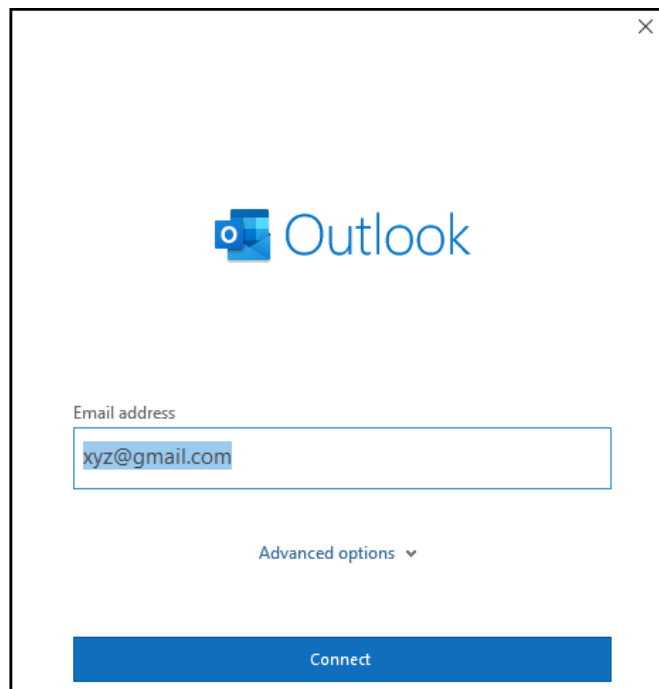 Outlook
Email address
xyz@gmail.com
Advanced options
Connect